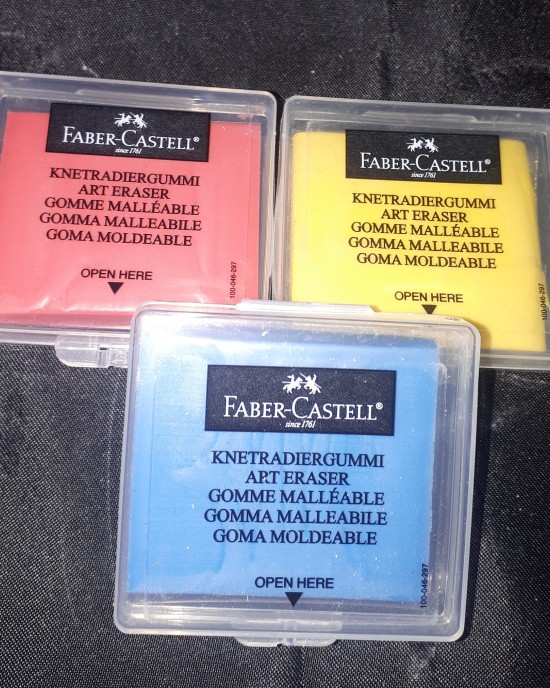 FABER-CASTELL®
since 1761
KNETRADIERGUMMI
ART ERASER
GOMME MALLÉABLE
GOMMA MALLEABILE
GOMA MOLDEABLE
OPEN HERE
100-046-297
FABER-CASTELL®
since 1761
KNETRADIERGUMMI
ART ERASER
GOMME MALLÉABLE
GOMMA MALLEABILE
GOMA MOLDEABLE
OPEN HERE
100-046-297
FABER-CASTELL®
since 1761
KNETRADIERGUMMI
ART ERASER
GOMME MALLÉABLE
GOMMA MALLEABILE
GOMA MOLDEABLE
OPEN HERE
100-046-297